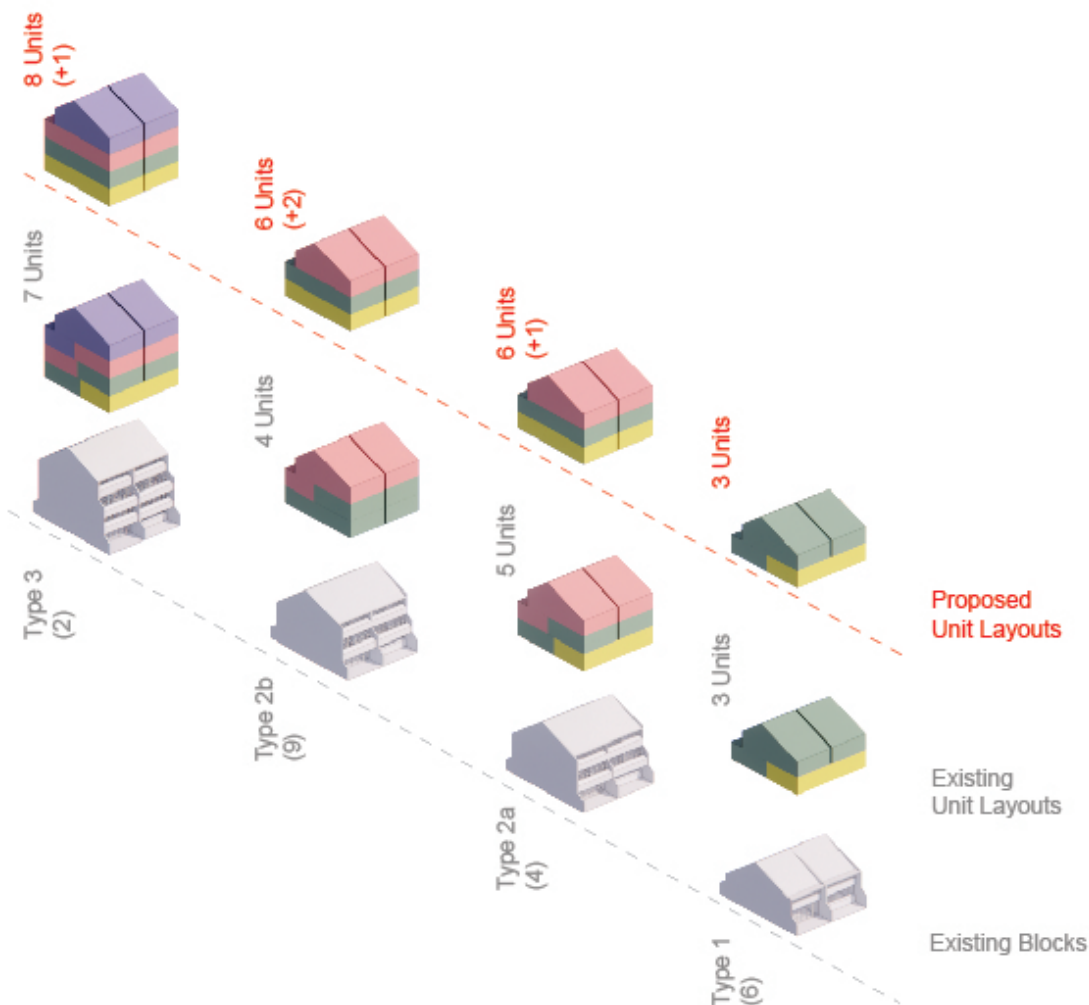 8 Units
(+1)
6 Units
(+2)
6 Units
(+1)
3 Units
Proposed
Unit Layouts
7 Units
4 Units
5 Units
3 Units
Existing
Unit Layouts
Type 3
(2)
Type 2b
(9)
Type 2a
(4)
Type 1
(6)
Existing Blocks